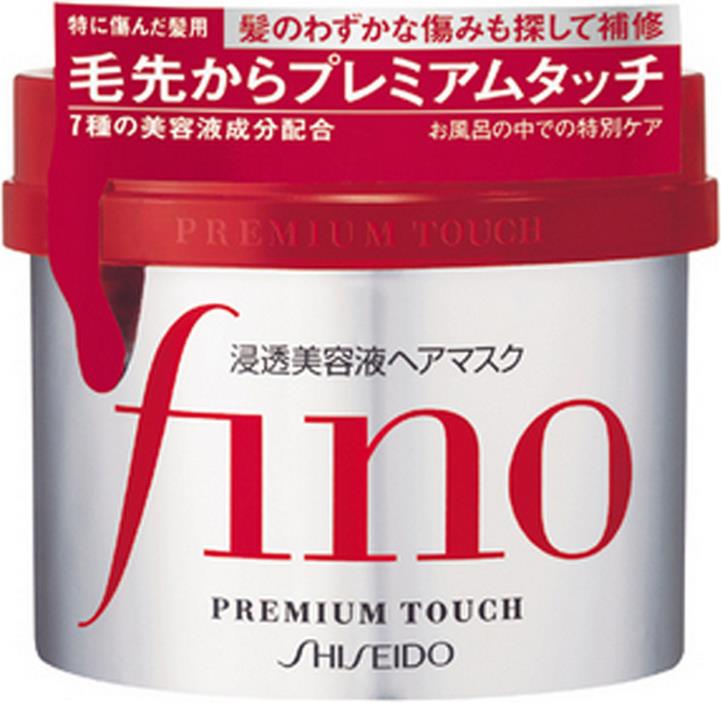 特に傷んだ髪用
髪のわずかな傷みも探して補修
毛先からプレミアムタッチ
7種の美容液成分配合
お風呂の中での特別ケア
PREMIUM TOUCH
浸透美容液ヘアマスク
fino
PREMIUM TOUCH
SHISEIDO